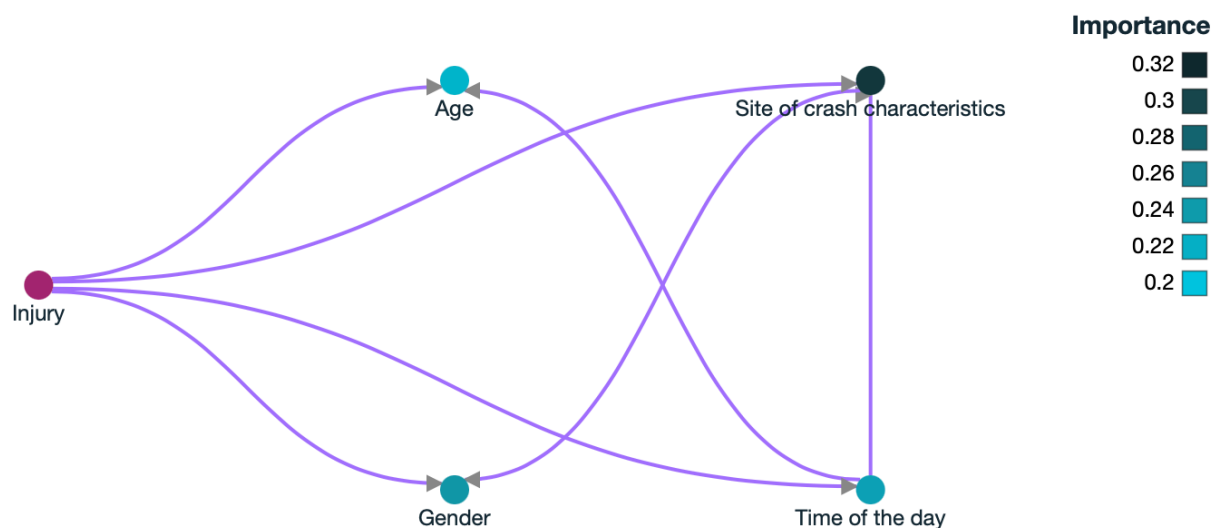 Importance
0.32
0.3
0.28
0.26
0.24
0.22
0.2
Age
Site of crash characteristics
Injury
Gender
Time of the day